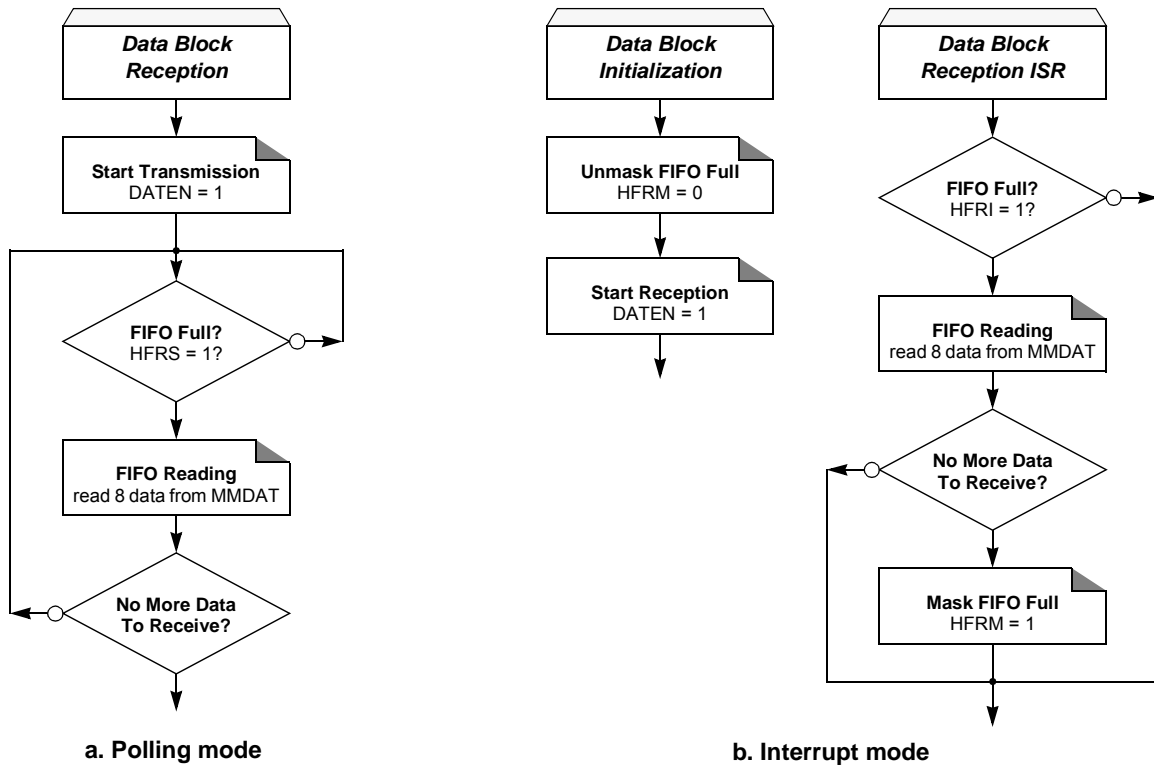 Data Block
Reception
Start Transmission
DATEN = 1
FIFO Full?
HFRS = 1?
FIFO Reading
read 8 data from MMDAT
No More Data
To Receive?
a. Polling mode
Data Block
Initialization
Unmask FIFO Full
HFRM = 0
Start Reception
DATEN = 1
Data Block
Reception ISR
FIFO Full?
HFRI = 1?
FIFO Reading
read 8 data from MMDAT
No More Data
To Receive?
Mask FIFO Full
HFRM = 1
b. Interrupt mode